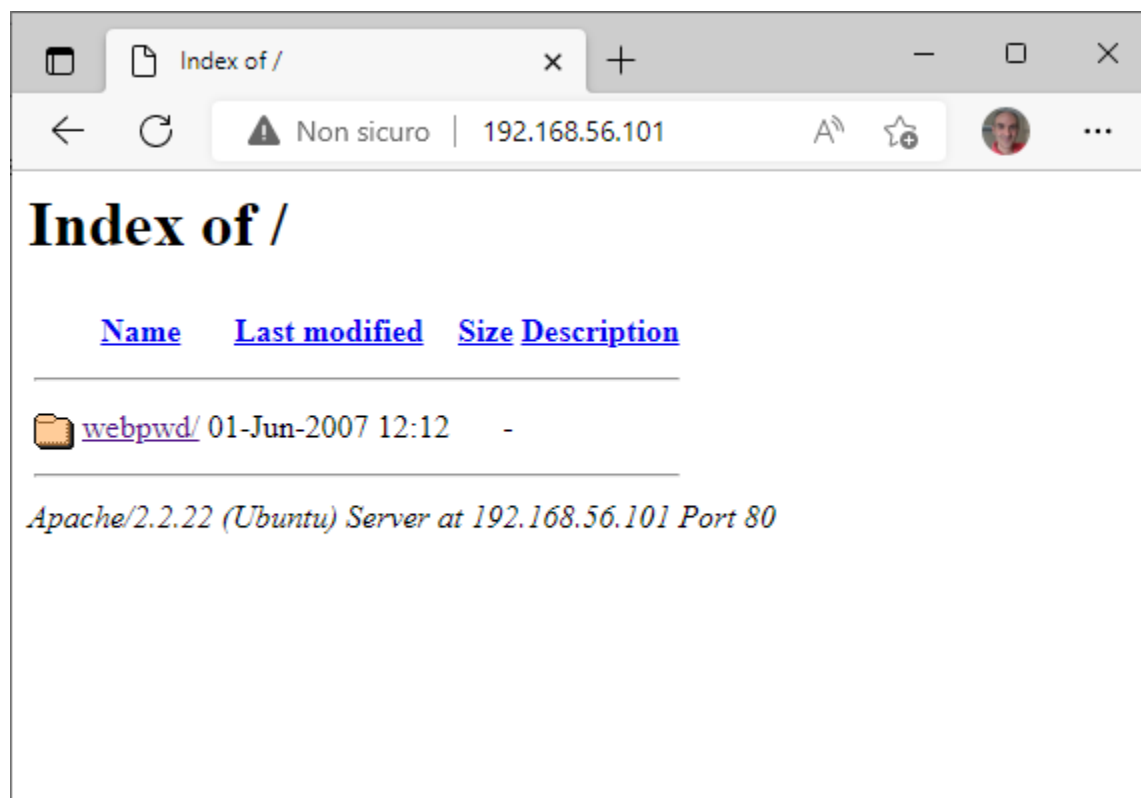 Index of /
Non sicuro 192.168.56.101
Index of /
Name Last modified Size Description
webpwd/ 01-Jun-2007 12:12 -
Apache/2.2.22 (Ubuntu) Server at 192.168.56.101 Port 80